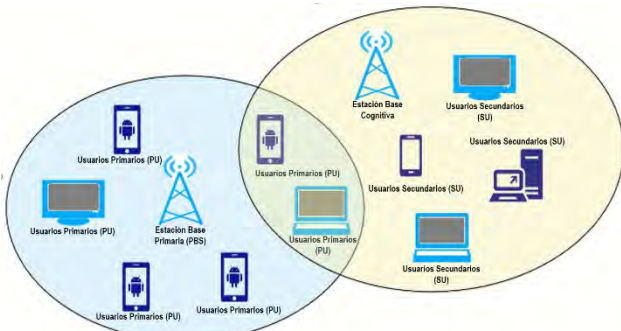 Estación Base
Cognitiva
Usuarios Secundarios
(SU)
Usuarios Secundarios (SU)
Usuarios Secundarios (SU)
Usuarios Secundarios
(SU)
Usuarios Primarios (PU)
Usuarios Primarios (PU)
Usuarios Primarios (PU)
Estación Base
Primaria (PBS)
Usuarios Primarios
(PU)
Usuarios Primarios (PU)
Usuarios Primarios (PU)